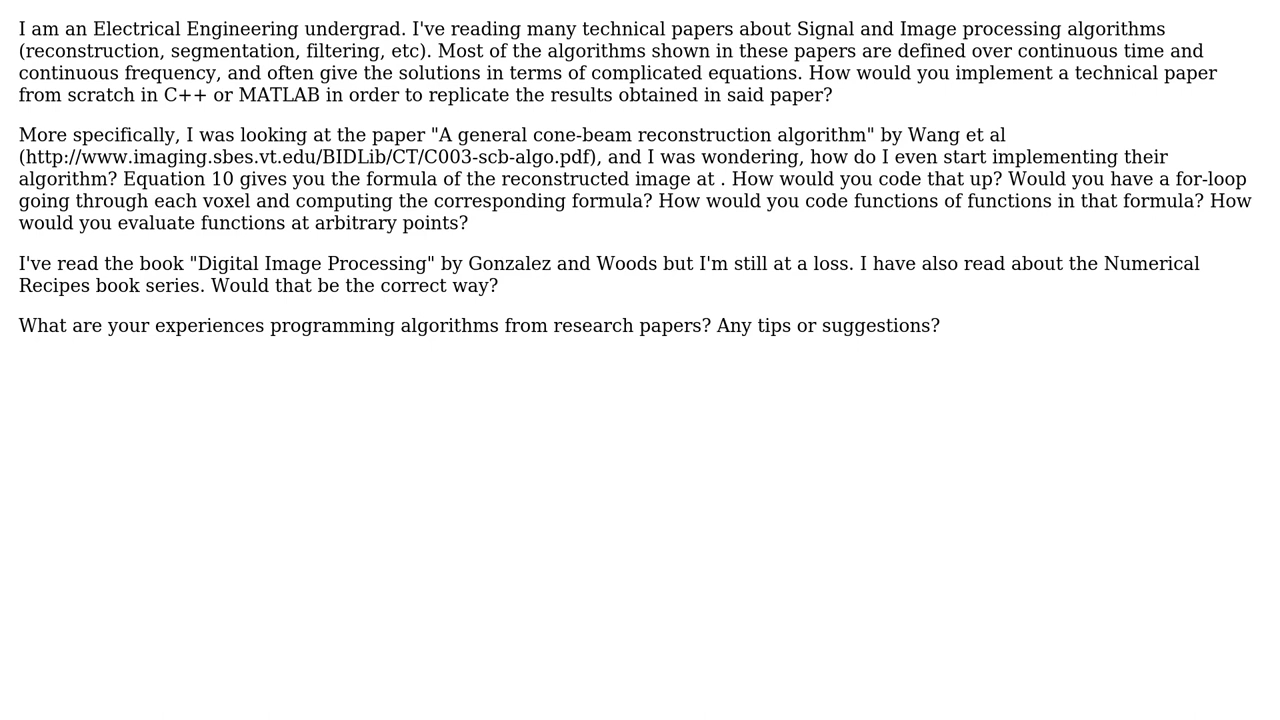 I am an Electrical Engineering undergrad. I've reading many technical papers about Signal and Image processing algorithms
(reconstruction, segmentation, filtering, etc). Most of the algorithms shown in these papers are defined over continuous time and
continuous frequency, and often give the solutions in terms of complicated equations. How would you implement a technical paper
from scratch in C++ or MATLAB in order to replicate the results obtained in said paper?
More specifically, I was looking at the paper "A general cone-beam reconstruction algorithm" by Wang et al
(http://www.imaging.sbes.vt.edu/BIDLib/CT/C003-scb-algo.pdf), and I was wondering, how do I even start implementing their
algorithm? Equation 10 gives you the formula of the reconstructed image at . How would you code that up? Would you have a for-loop
going through each voxel and computing the corresponding formula? How would you code functions of functions in that formula? How
would you evaluate functions at arbitrary points?
I've read the book "Digital Image Processing" by Gonzalez and Woods but I'm still at a loss. I have also read about the Numerical
Recipes book series. Would that be the correct way?
What are your experiences programming algorithms from research papers? Any tips or suggestions?